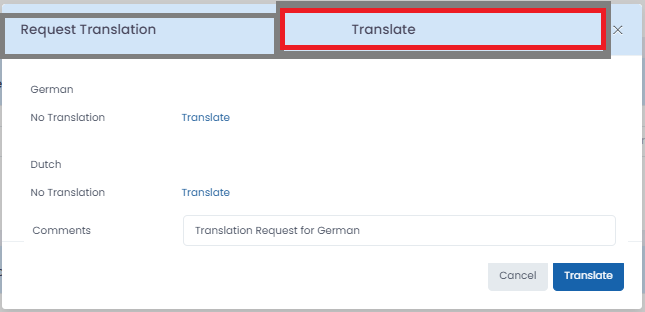 Request Translation Translate
German
No Translation Translate
Dutch
No Translation Translate
Comments Translation Request for German
Cancel Translate